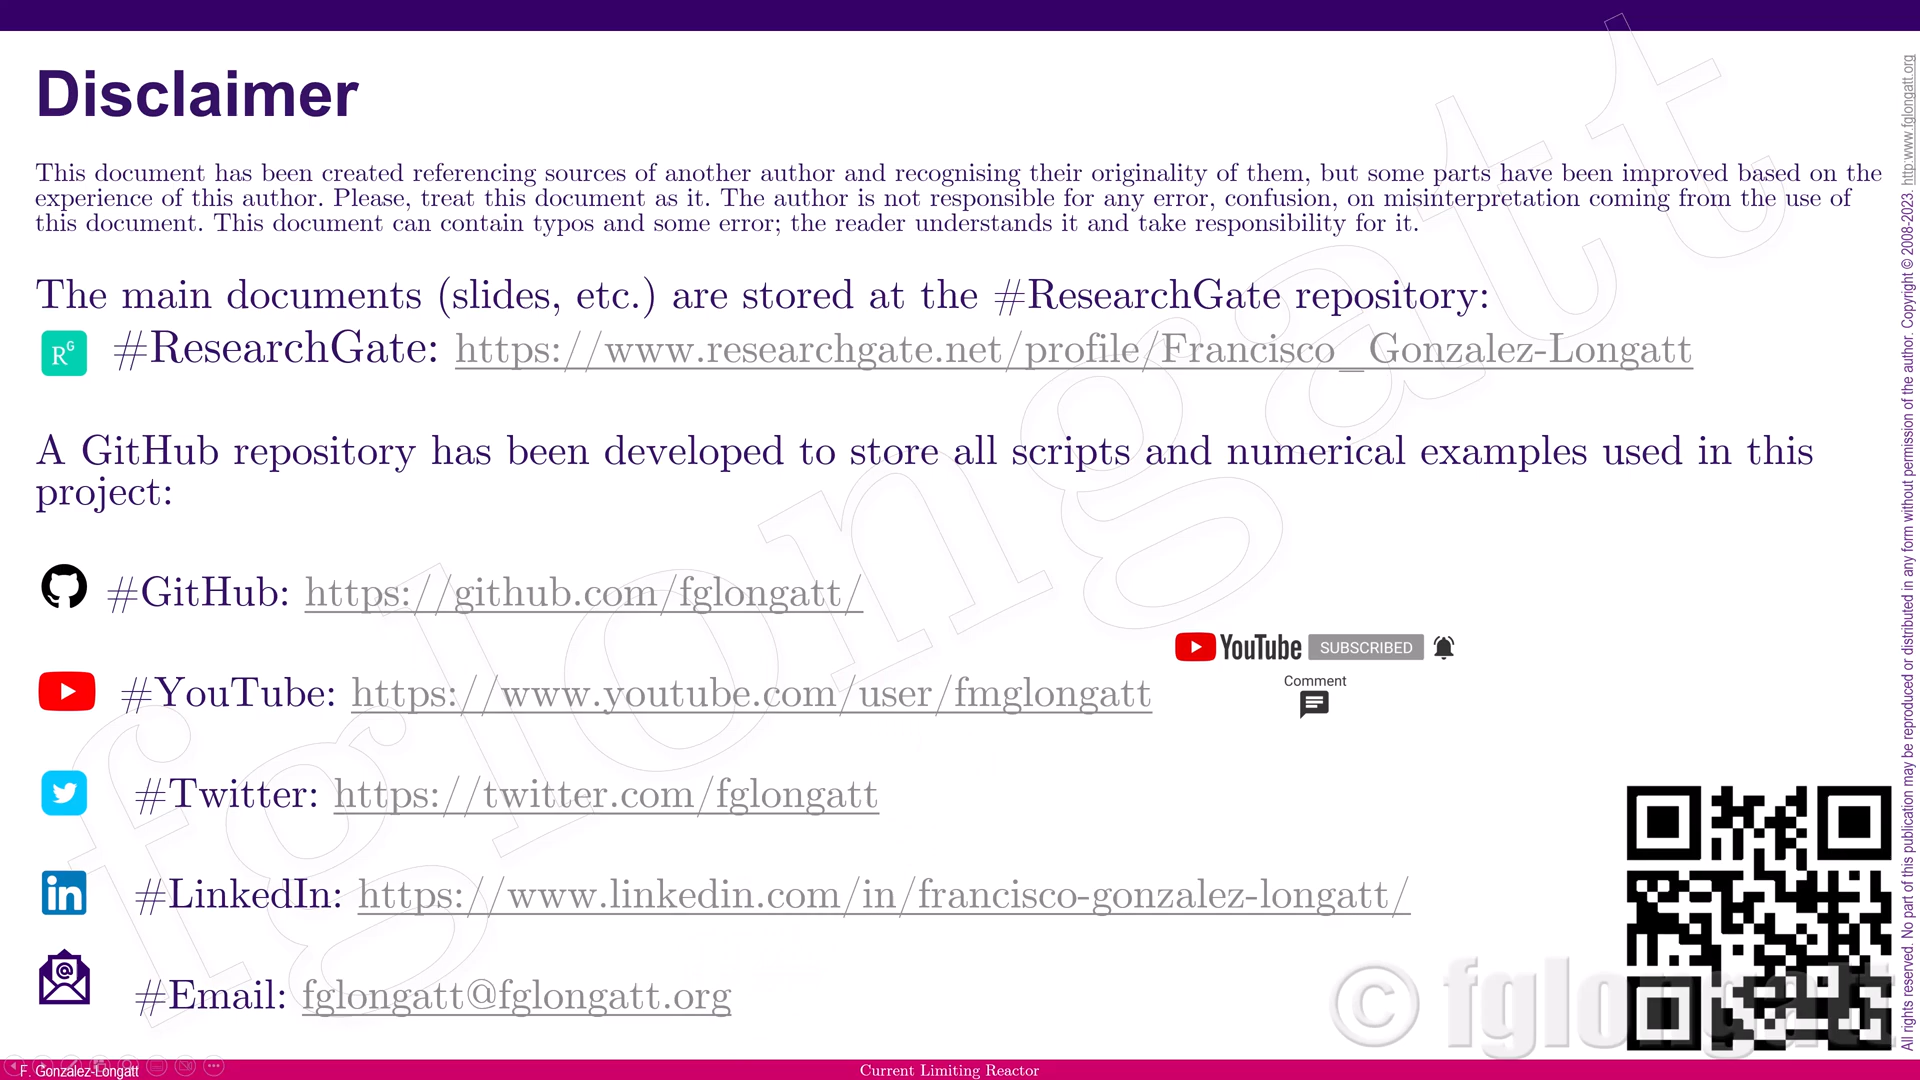 Disclaimer
This document has been created referencing sources of another author and recognising their originality of them, but some parts have been improved based on the
experience of this author. Please, treat this document as it. The author is not responsible for any error, confusion, on misinterpretation coming from the use of
this document. This document can contain typos and some error; the reader understands it and take responsibility for it.
The main documents (slides, etc.) are stored at the #ResearchGate repository:
RG #ResearchGate: https://www.researchgate.net/profile/Francisco_Gonzalez-Longatt
A GitHub repository has been developed to store all scripts and numerical examples used in this
project:
#GitHub: https://github.com/fglongatt/
YouTube SUBSCRIBED
Comment
#YouTube: https://www.youtube.com/user/fmglongatt
#Twitter: https://twitter.com/fglongatt
in #LinkedIn: https://www.linkedin.com/in/francisco-gonzalez-longatt/
@ #Email: fglongatt@fglongatt.org
fglongatt
© fglongatt
All rights reserved. No part of this publication may be reproduced or distributed in any form without permission of the author. Copyright © 2008-2023. http:www.fglongatt.org
F. Gonzalez-Longatt
Current Limiting Reactor